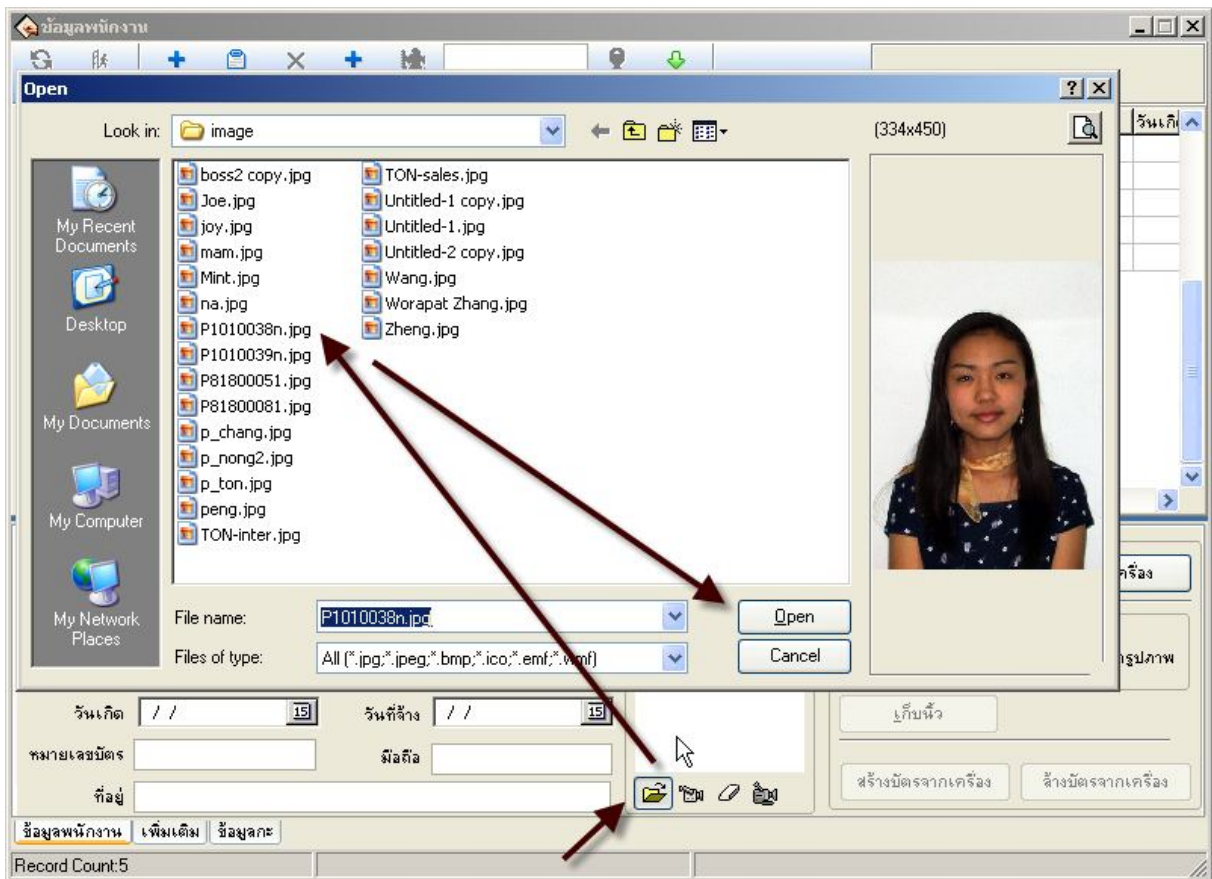 ข้อมูลพนักงาน
Open
Look in: image
(334x450)
วันเกิ
My Recent Documents
Desktop
My Documents
My Computer
My Network Places
boss2 copy.jpg
Joe.jpg
joy.jpg
mam.jpg
Mint.jpg
na.jpg
P1010038n.jpg
P1010039n.jpg
P81800051.jpg
P81800081.jpg
p_chang.jpg
p_nong2.jpg
p_ton.jpg
peng.jpg
TON-inter.jpg
TON-sales.jpg
Untitled-1 copy.jpg
Untitled-1.jpg
Untitled-2 copy.jpg
Wang.jpg
Worapat Zhang.jpg
Zheng.jpg
File name: P1010038n.jpg Open
Files of type: All (*.jpg;*.jpeg;*.bmp;*.ico;*.emf;*.wmf) Cancel
ครื่อง
รูปภาพ
วันเกิด / / 15 วันที่จ้าง / / 15 เก็บนิ้ว
หมายเลขบัตร มือถือ
สร้างบัตรจากเครื่อง ล้างบัตรจากเครื่อง
ที่อยู่
ข้อมูลพนักงาน เพิ่มเติม ข้อมูลกะ
Record Count:5